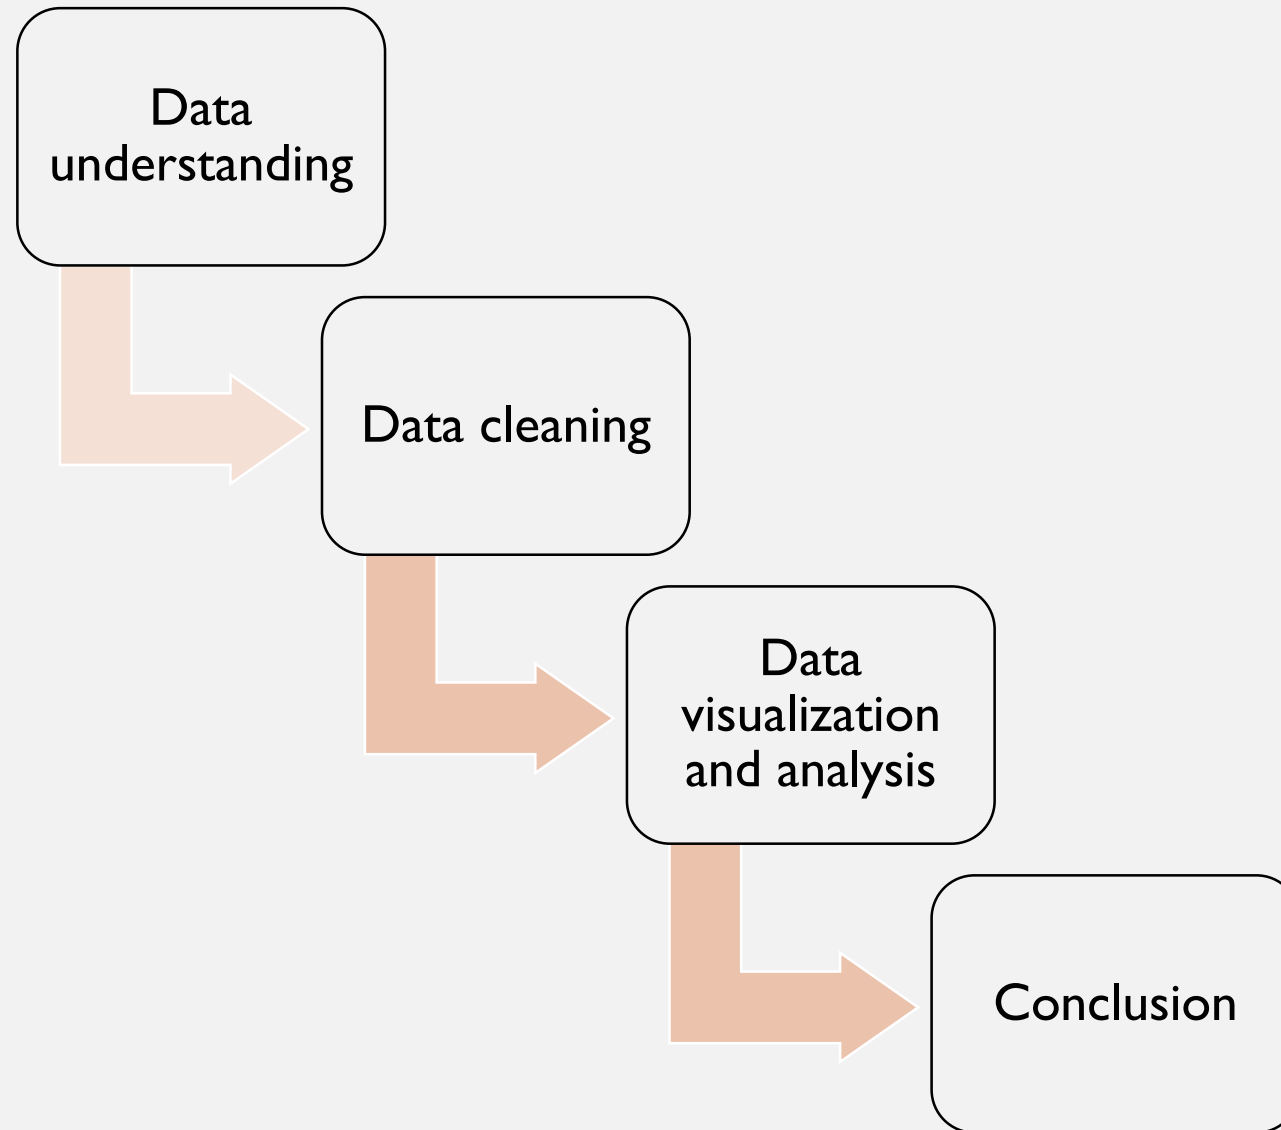 Data
understanding
Data cleaning
Data
visualization
and analysis
Conclusion